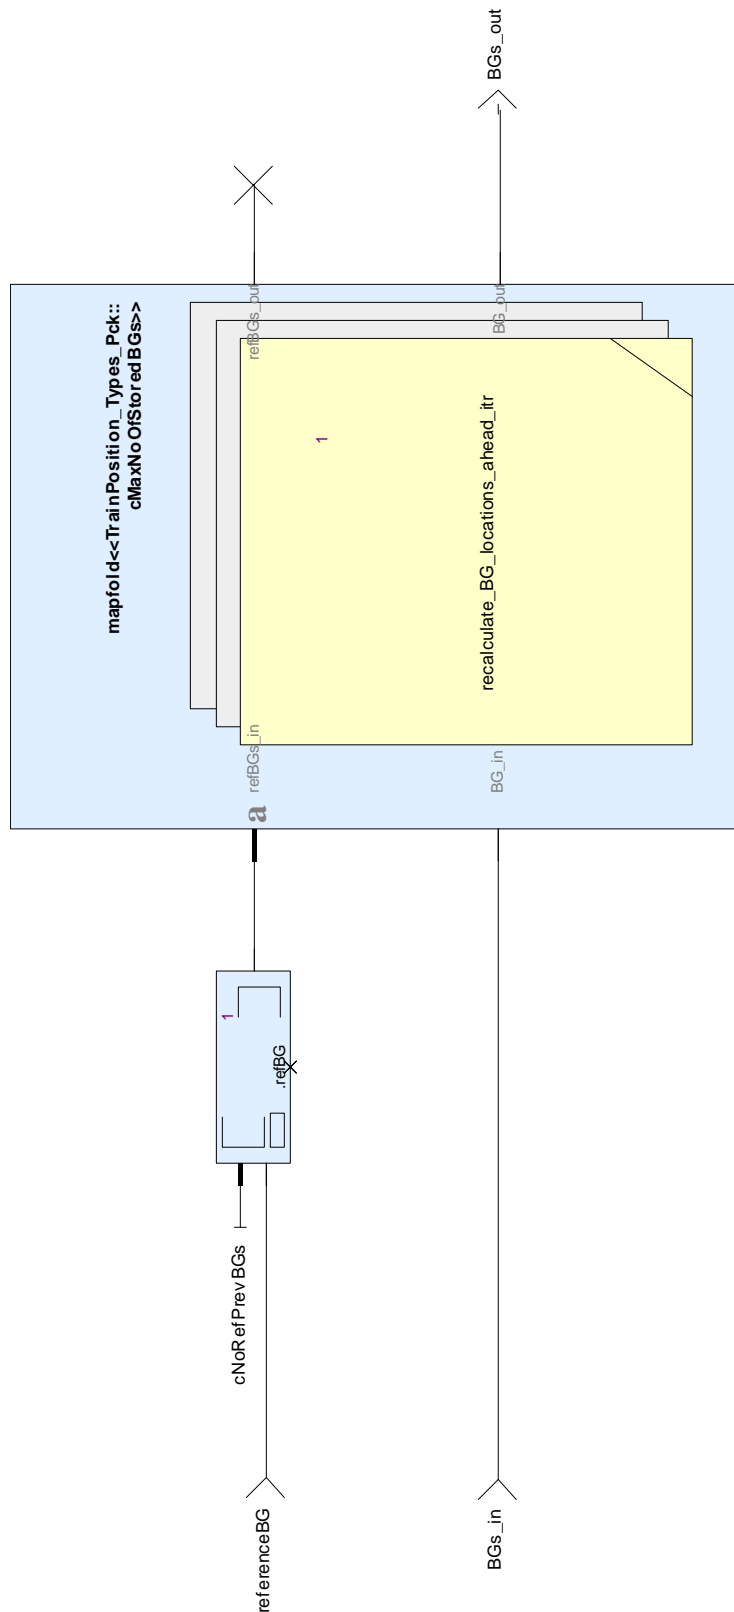 mapfold<<TrainPosition_Types_Pck::
cMaxNoOfStoredBGs>>
1
a
refBGs_in
refBGs_out
recalculate_BG_locations_ahead_itr
BG_in
BG_out
BGs_out
cNoRefPrevBGs
1
.refBG
referenceBG
BGs_in